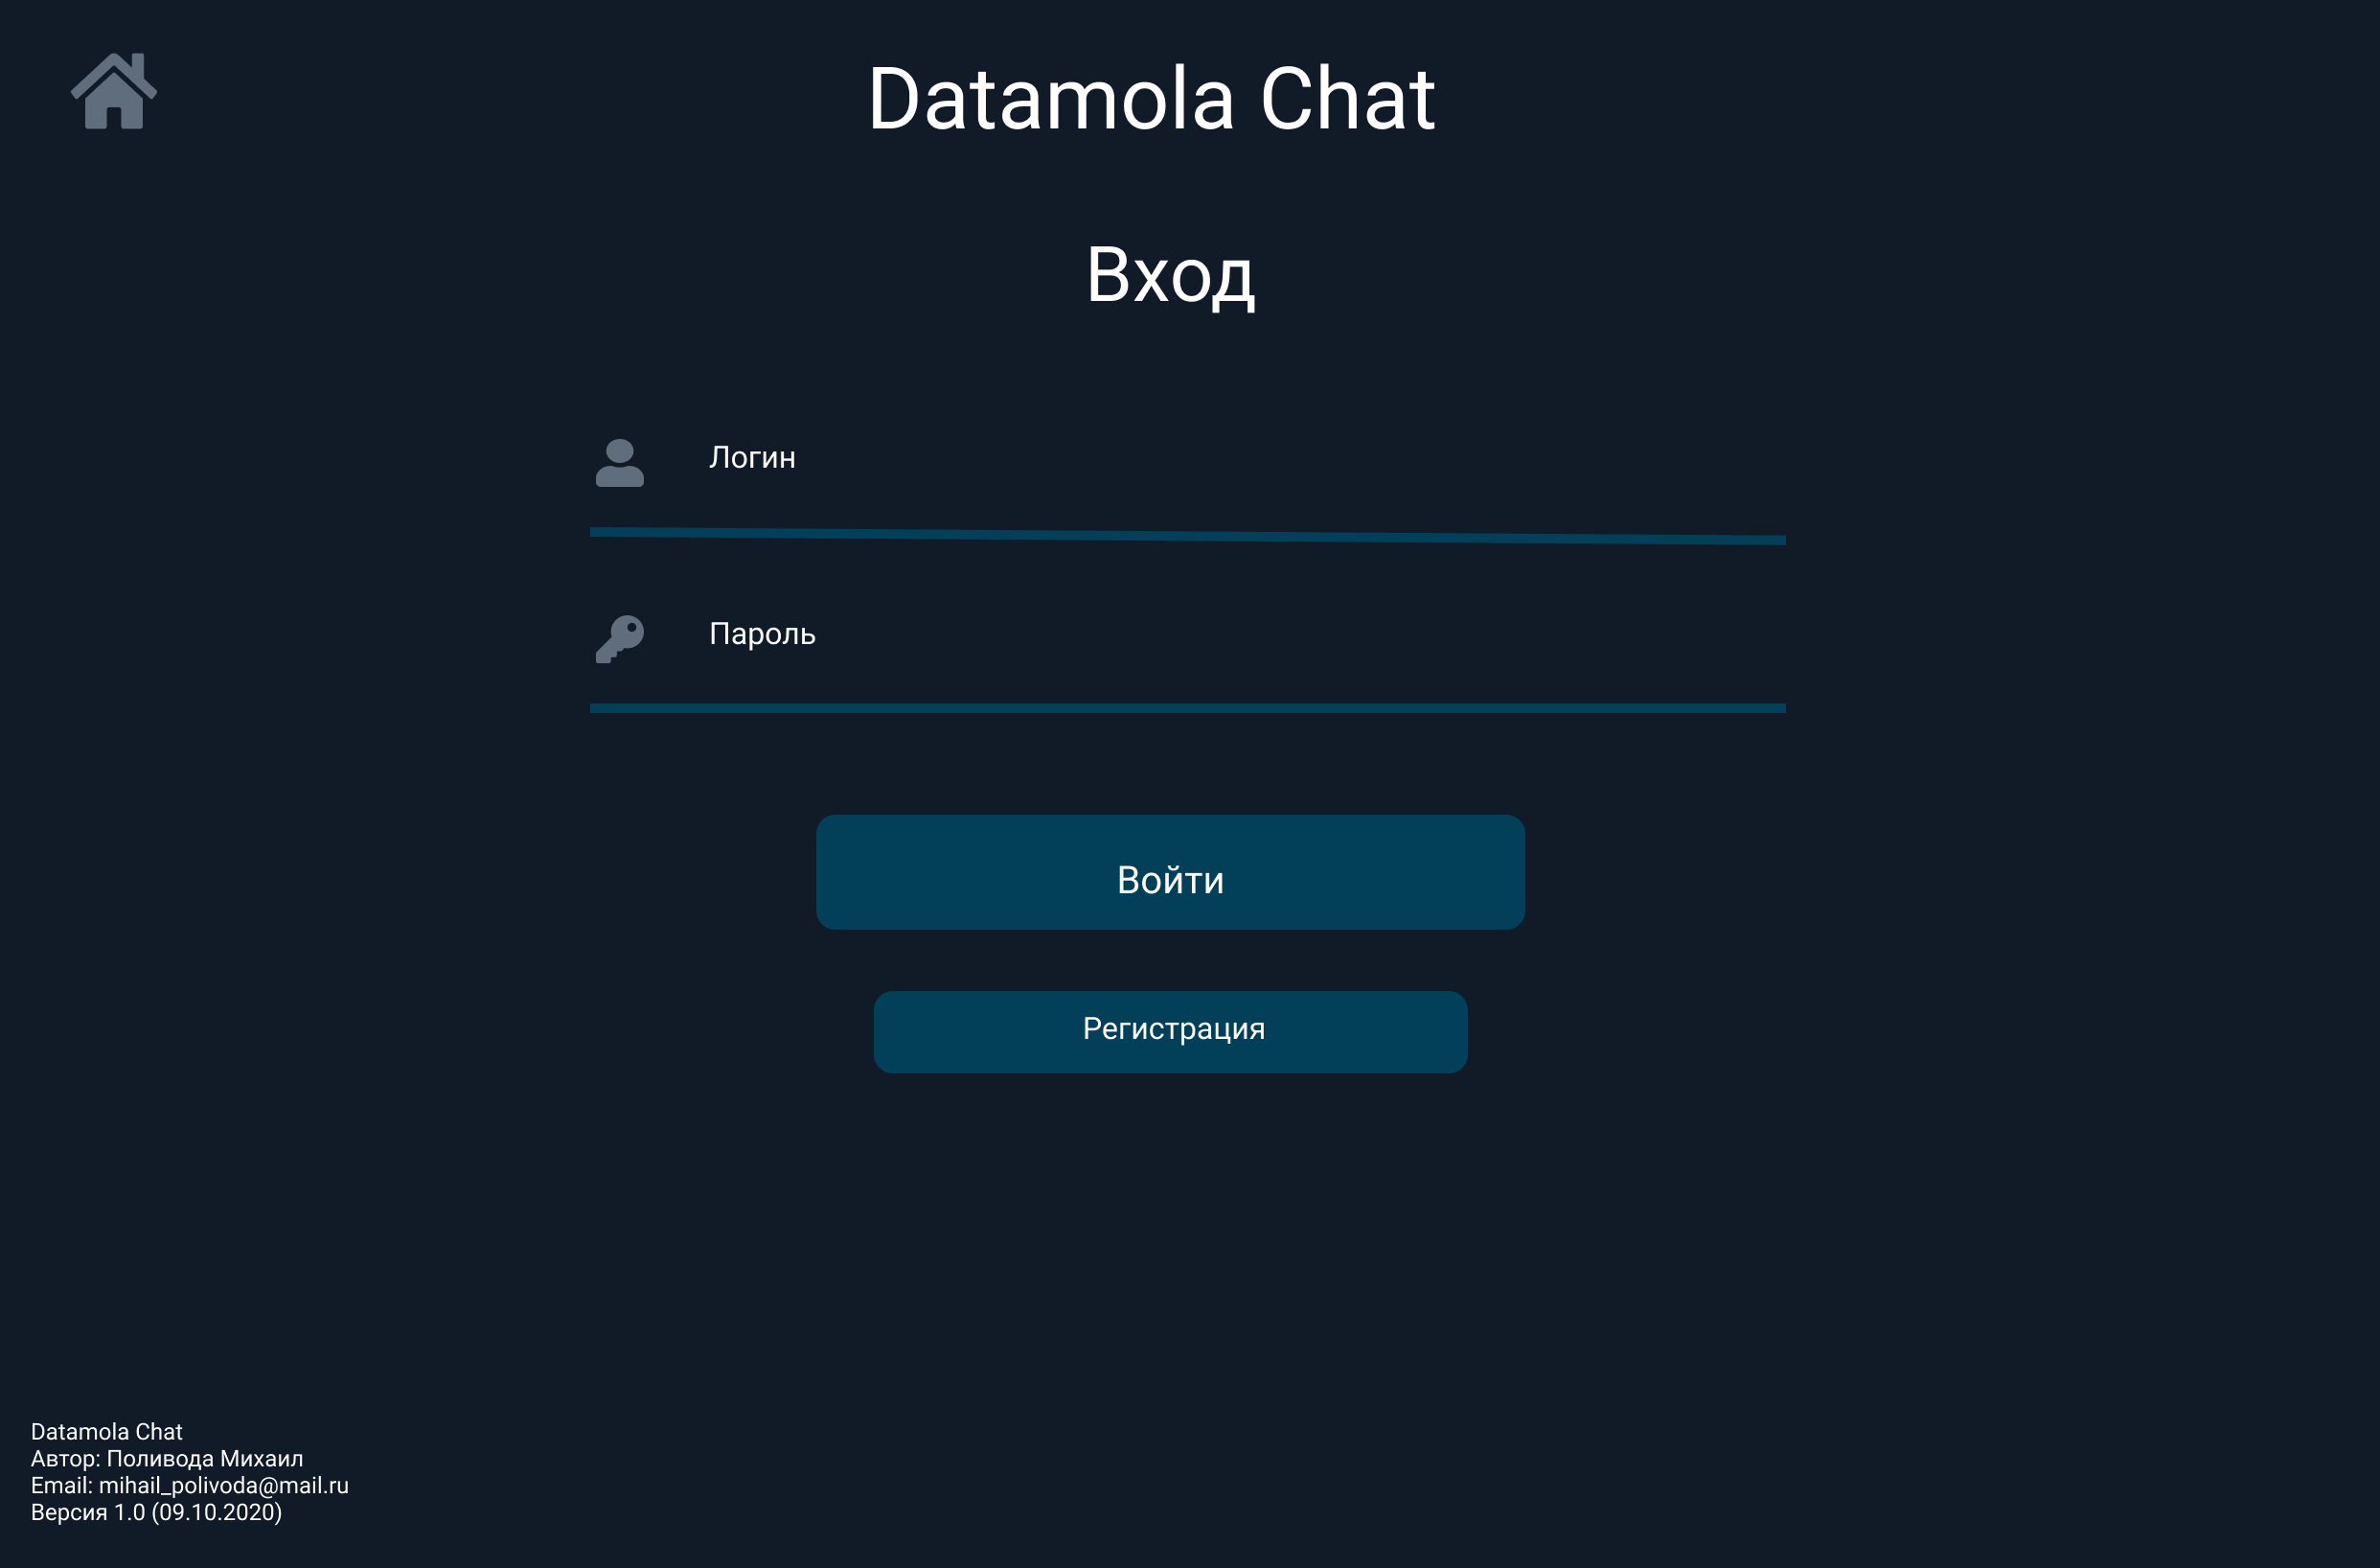 Datamola Chat
Вход
Логин
Пароль
Войти
Регистрация
Datamola Chat
Автор: Поливода Михаил
Email: mihail_polivoda@mail.ru
Версия 1.0 (09.10.2020)